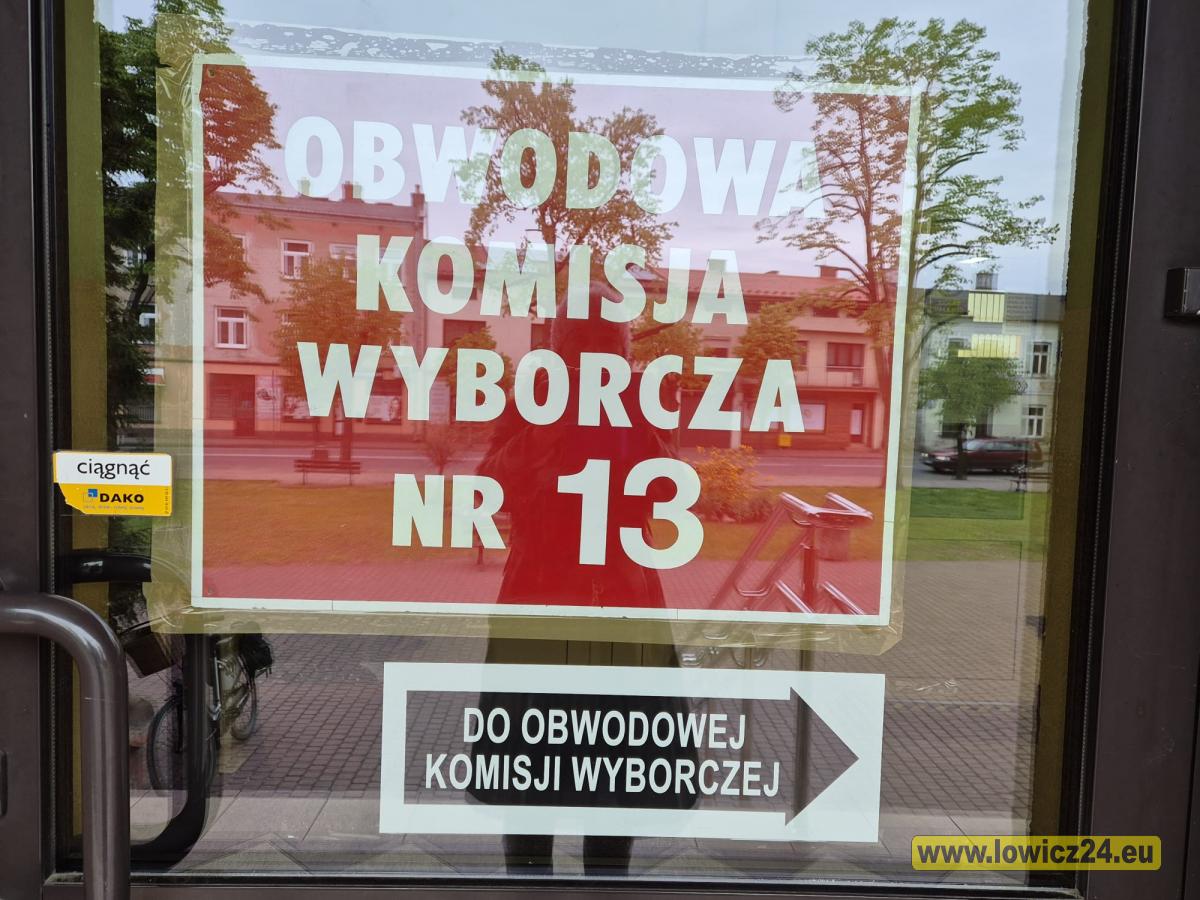 OBWODOWA
KOMISJA
WYBORCZA
NR 13
ciągnąć
DAKO
DO OBWODOWEJ
KOMISJI WYBORCZEJ
www.lowicz24.eu